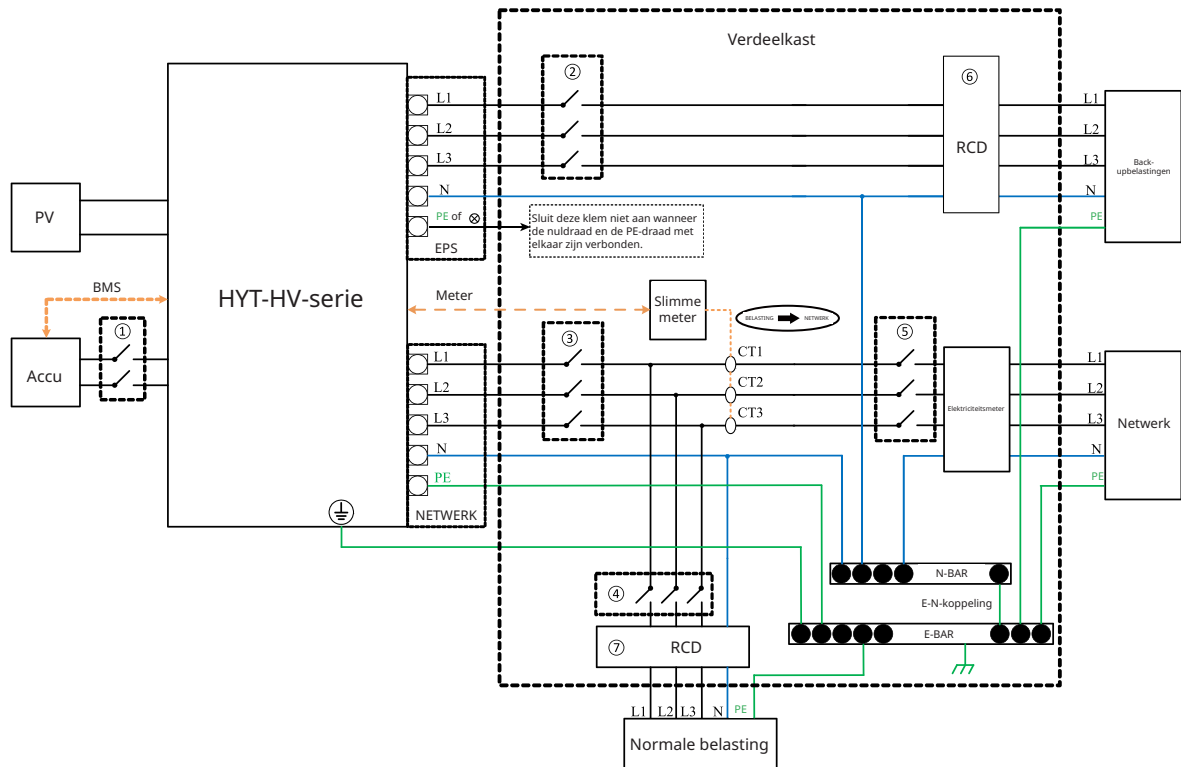 Verdeelkast
②
⑥
L1
L2
L3
N
PE of ⊗
EPS
RCD
L1
L2
L3
N
PE
Back-
upbelastingen
Sluit deze klem niet aan wanneer
de nuldraad en de PE-draad met
elkaar zijn verbonden.
PV
BMS
①
Accu
HYT-HV-serie
Meter
Slimme
meter
BELASTING NETWERK
③
⑤
L1
L2
L3
N
PE
NETWERK
CT1
CT2
CT3
Elektriciteitsmeter
L1
L2
L3
N
PE
Netwerk
N-BAR
E-N-koppeling
E-BAR
④
⑦ RCD
L1 L2 L3 N PE
Normale belasting